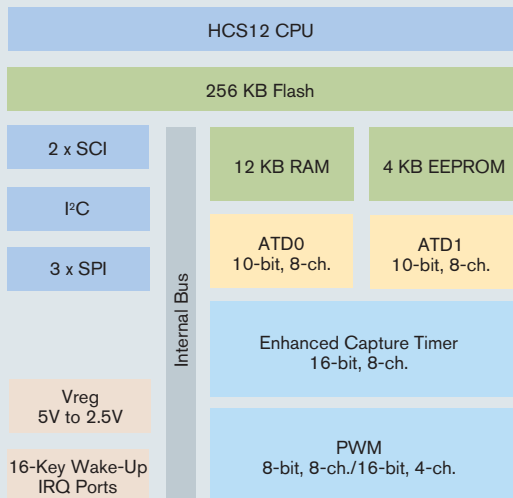 HCS12 CPU
256 KB Flash
2 x SCI
I²C
3 x SPI
Vreg
5V to 2.5V
16-Key Wake-Up
IRQ Ports
Internal Bus
12 KB RAM
4 KB EEPROM
ATD0
10-bit, 8-ch.
ATD1
10-bit, 8-ch.
Enhanced Capture Timer
16-bit, 8-ch.
PWM
8-bit, 8-ch./16-bit, 4-ch.